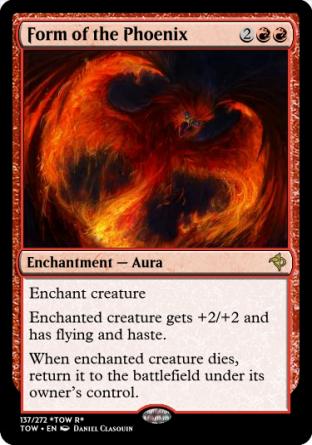 Form of the Phoenix 2
Enchantment — Aura
Enchant creature
Enchanted creature gets +2/+2 and
has flying and haste.
When enchanted creature dies,
return it to the battlefield under its
owner's control.
137/272 *TOW R*
TOW • EN Daniel Clasouin